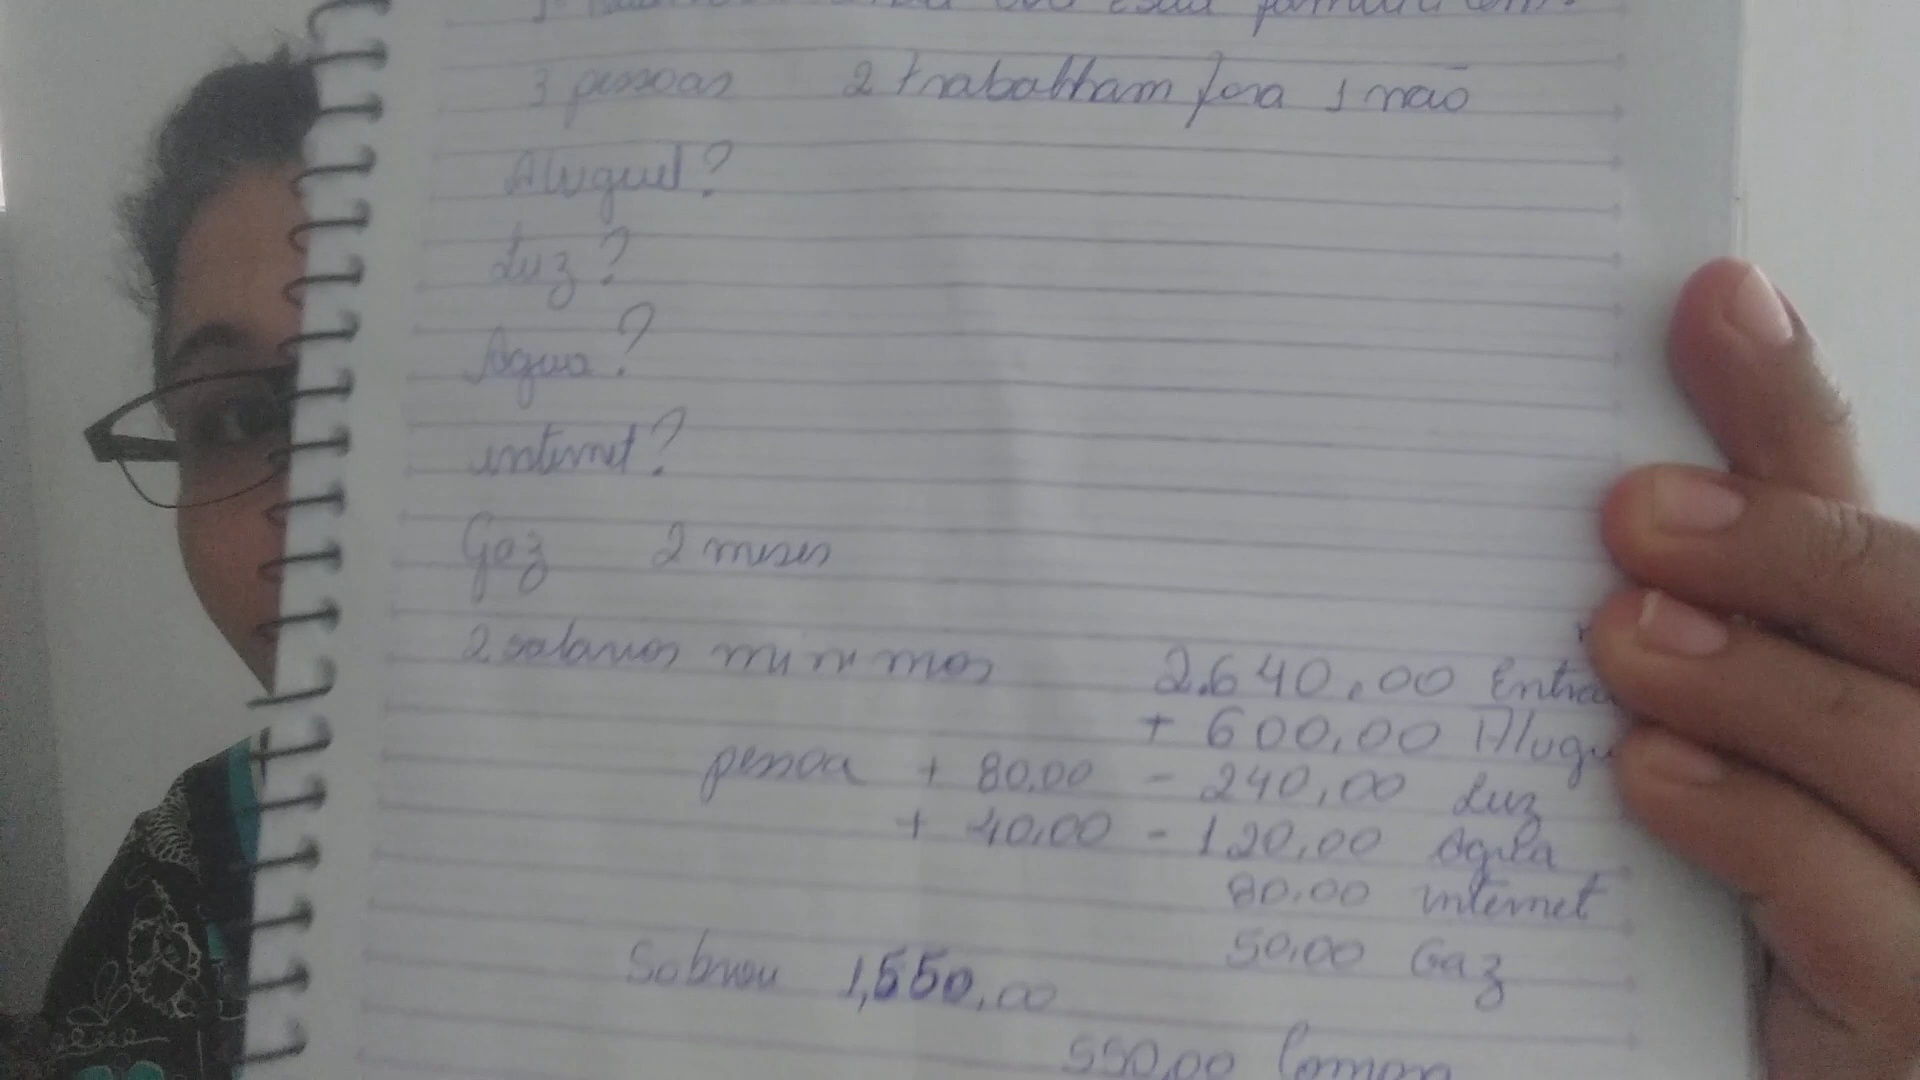 3 pessoas 2 trabalham fora 1 não
Aluguel?
Luz?
Agua?
internet?
Gaz 2 meses
2 salarios minimos 2.640,00 Entra
+ 600,00 Alugu
pessoa + 80,00 - 240,00 Luz
+ 40,00 - 120,00 Agua
80,00 internet
50,00 Gaz
Sobrou 1,550,00
550,00